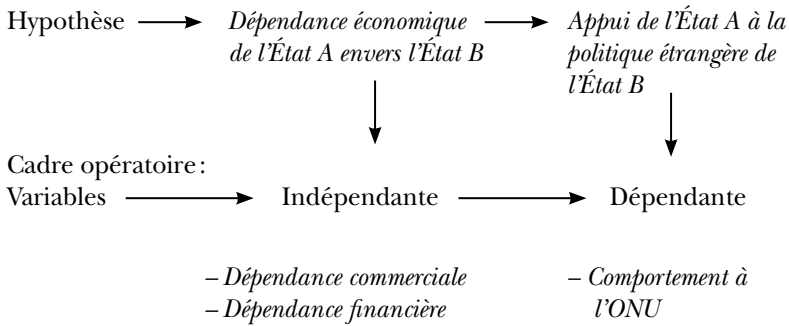 Hypothèse Dépendance économique Appui de l'État A à la
de l'État A envers l'État B politique étrangère de
l'État B
Cadre opératoire :
Variables Indépendante Dépendante
– Dépendance commerciale – Comportement à
– Dépendance financière l'ONU